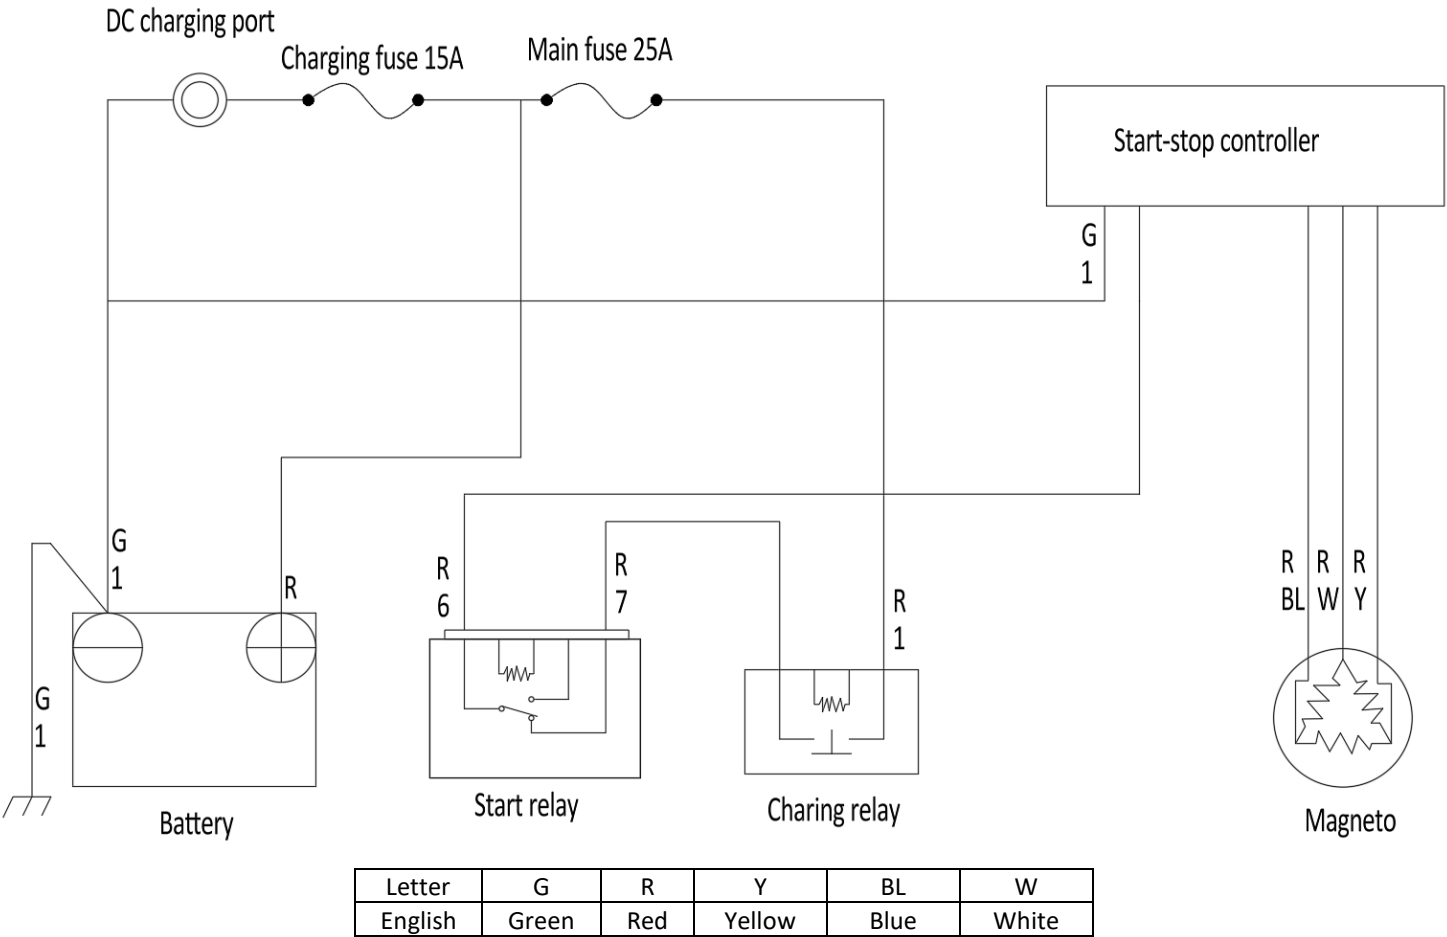 DC charging port
Charging fuse 15A
Main fuse 25A
Start-stop controller
G
1
G
1
R
R
6
R
7
R
1
R R R
BL W Y
G
1
Battery
Start relay
Charing relay
Magneto
Letter G R Y BL W
English Green Red Yellow Blue White